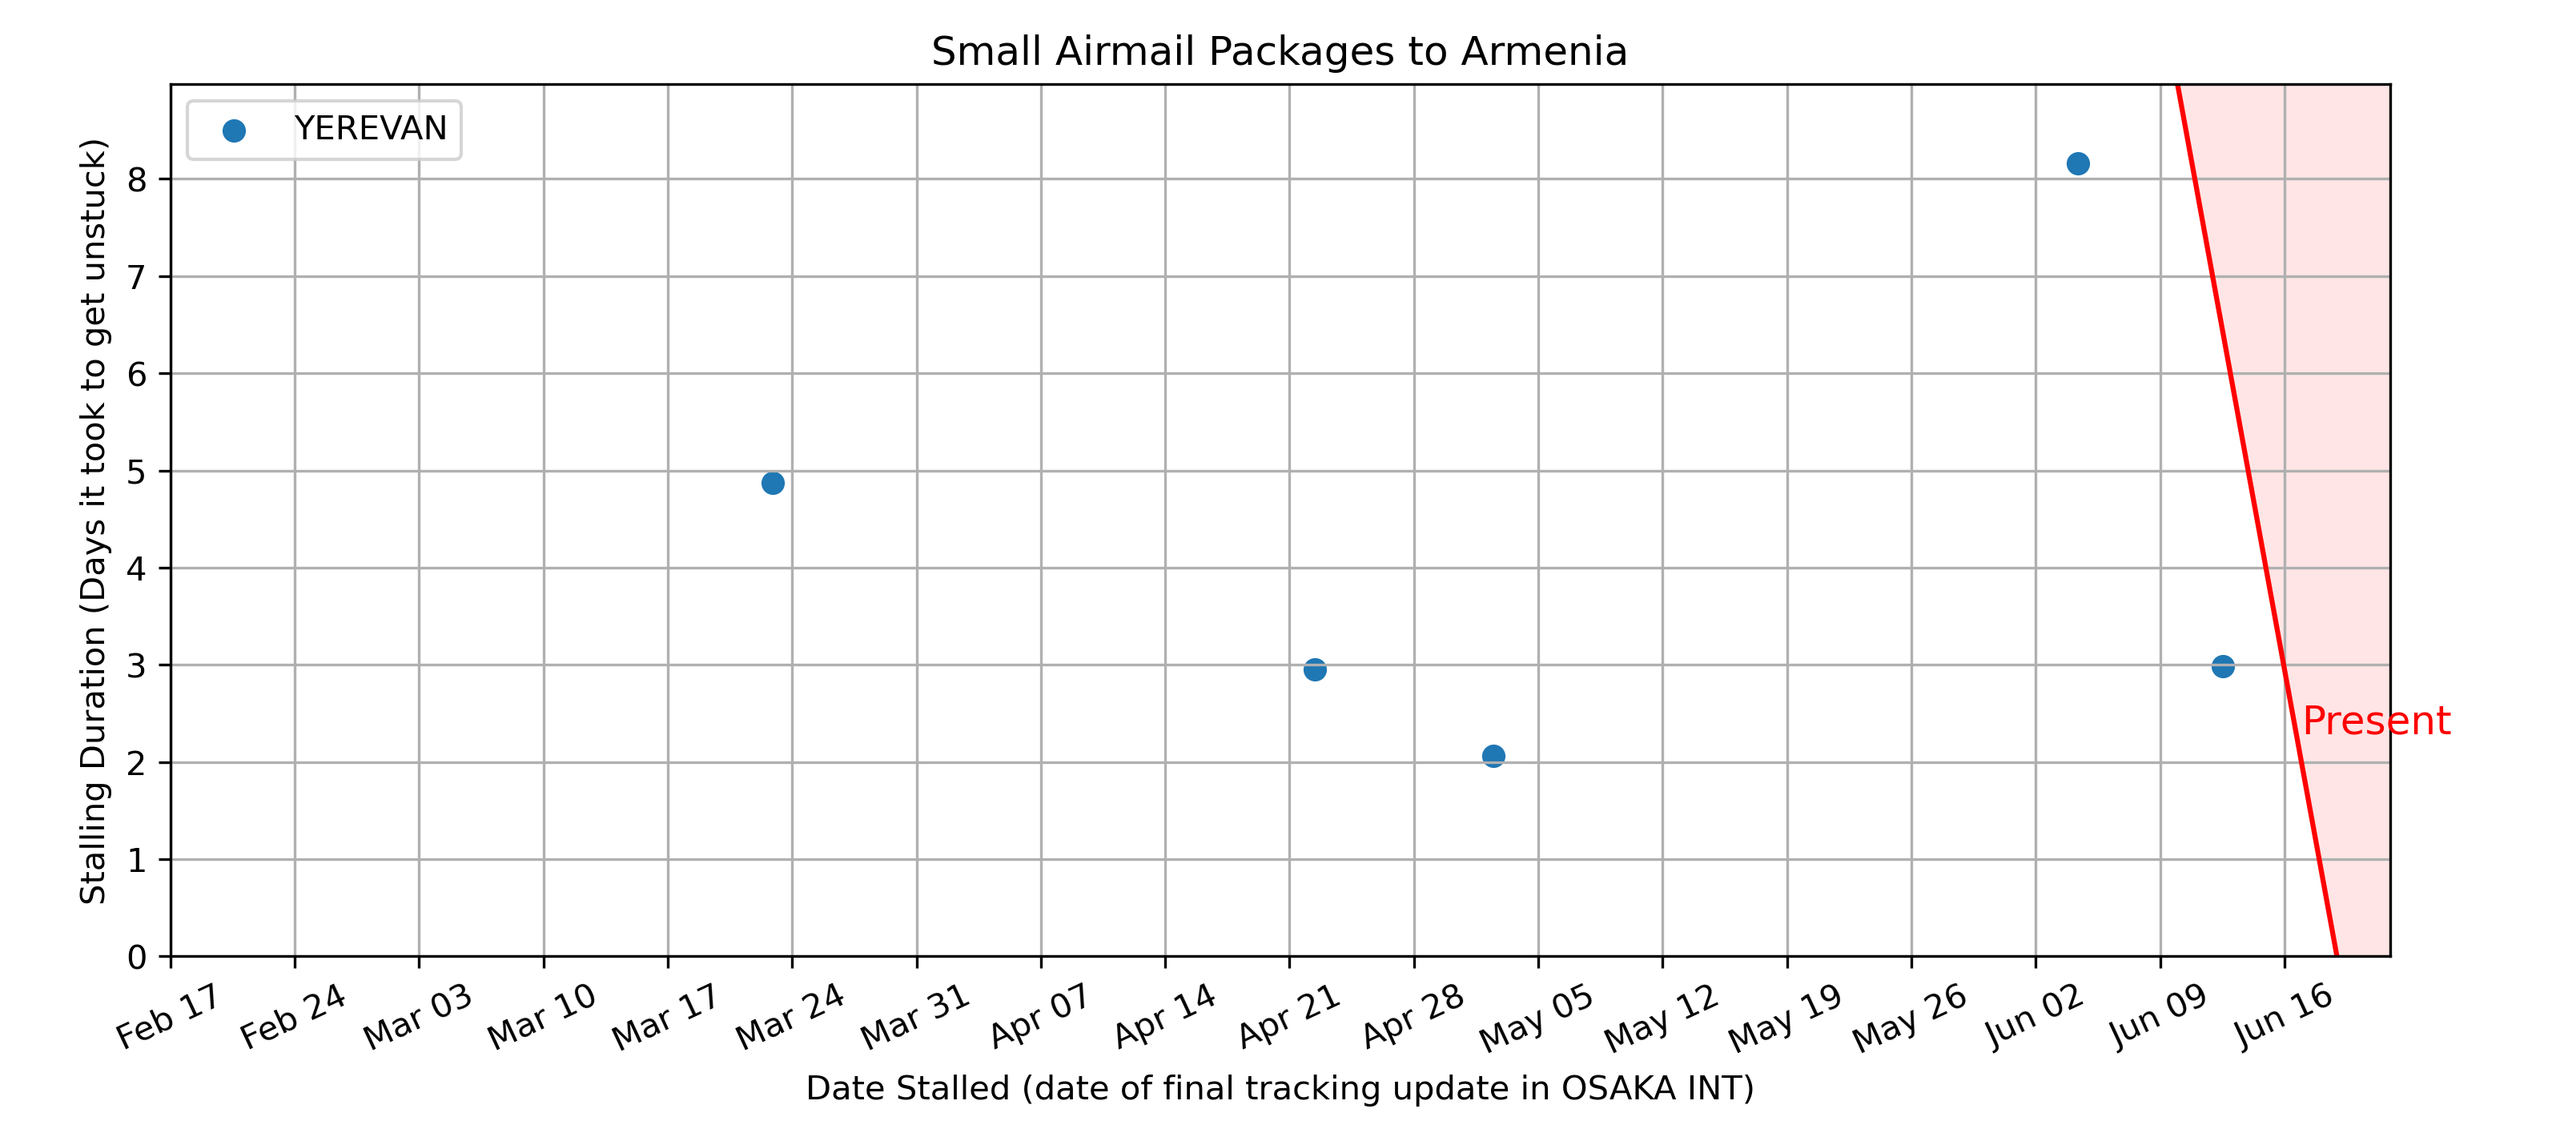 Small Airmail Packages to Armenia
YEREVAN
Stalling Duration (Days it took to get unstuck)
8
7
6
5
4
3
2
1
0
Present
Feb 17
Feb 24
Mar 03
Mar 10
Mar 17
Mar 24
Mar 31
Apr 07
Apr 14
Apr 21
Apr 28
May 05
May 12
May 19
May 26
Jun 02
Jun 09
Jun 16
Date Stalled (date of final tracking update in OSAKA INT)